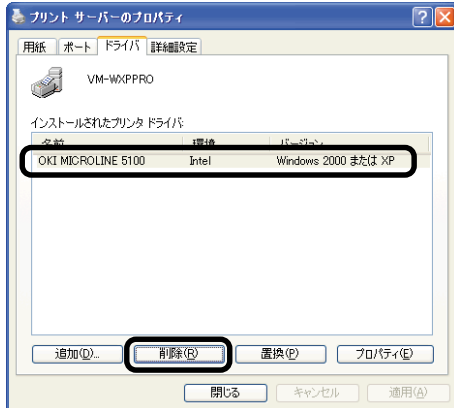 プリント サーバーのプロパティ
用紙 ポート ドライバ 詳細設定
VM-WXPPRO
インストールされたプリンタ ドライバ:
名前 環境 バージョン
OKI MICROLINE 5100 Intel Windows 2000 または XP
追加(D)... 削除(R) 置換(P) プロパティ(E)
閉じる キャンセル 適用(A)